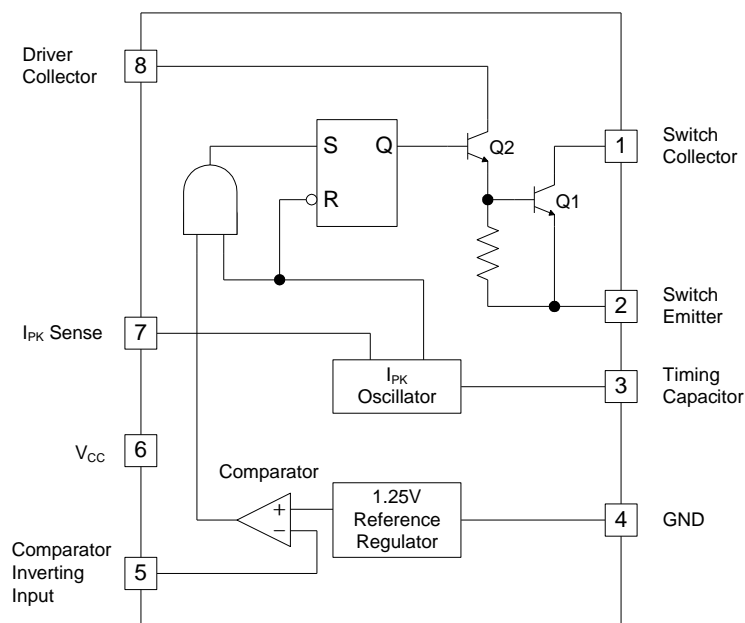 Driver
Collector
8
S
Q
R
Q2
Q1
1
Switch
Collector
2
Switch
Emitter
IPK Sense
7
IPK
Oscillator
3
Timing
Capacitor
VCC
6
Comparator
+
−
1.25V
Reference
Regulator
4
GND
Comparator
Inverting
Input
5